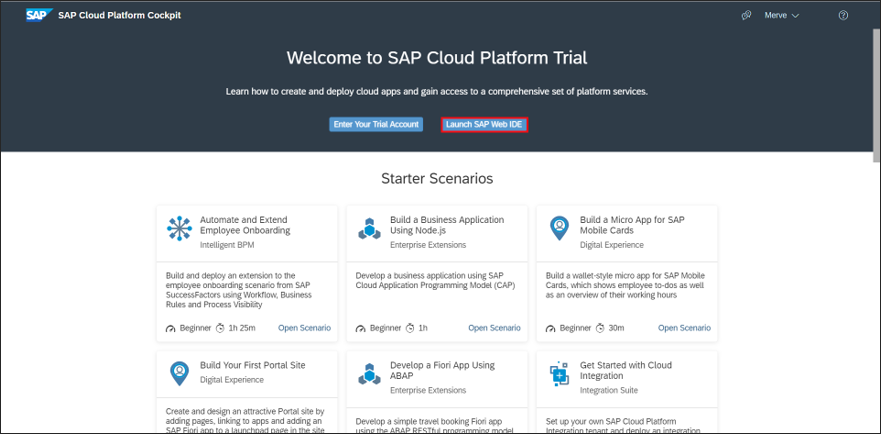 SAP SAP Cloud Platform Cockpit Merve
Welcome to SAP Cloud Platform Trial
Learn how to create and deploy cloud apps and gain access to a comprehensive set of platform services.
Enter Your Trial Account Launch SAP Web IDE
Starter Scenarios
Automate and Extend
Employee Onboarding
Intelligent BPM
Build and deploy an extension to the
employee onboarding scenario from SAP
SuccessFactors using Workflow, Business
Rules and Process Visibility
Beginner 1h 25m Open Scenario
Build a Business Application
Using Node.js
Enterprise Extensions
Develop a business application using SAP
Cloud Application Programming Model (CAP)
Beginner 1h Open Scenario
Build a Micro App for SAP
Mobile Cards
Digital Experience
Build a wallet-style micro app for SAP Mobile
Cards, which shows employee to-dos as well
as an overview of their working hours
Beginner 30m Open Scenario
Build Your First Portal Site
Digital Experience
Create and design an attractive Portal site by
adding pages, linking to apps and adding an
SAP Fiori app to a launchpad page in the site
Develop a Fiori App Using
ABAP
Enterprise Extensions
Develop a simple travel booking Fiori app
using the ABAP RESTful programming model
Get Started with Cloud
Integration
Integration Suite
Set up your own SAP Cloud Platform
Integration tenant and deploy an integration